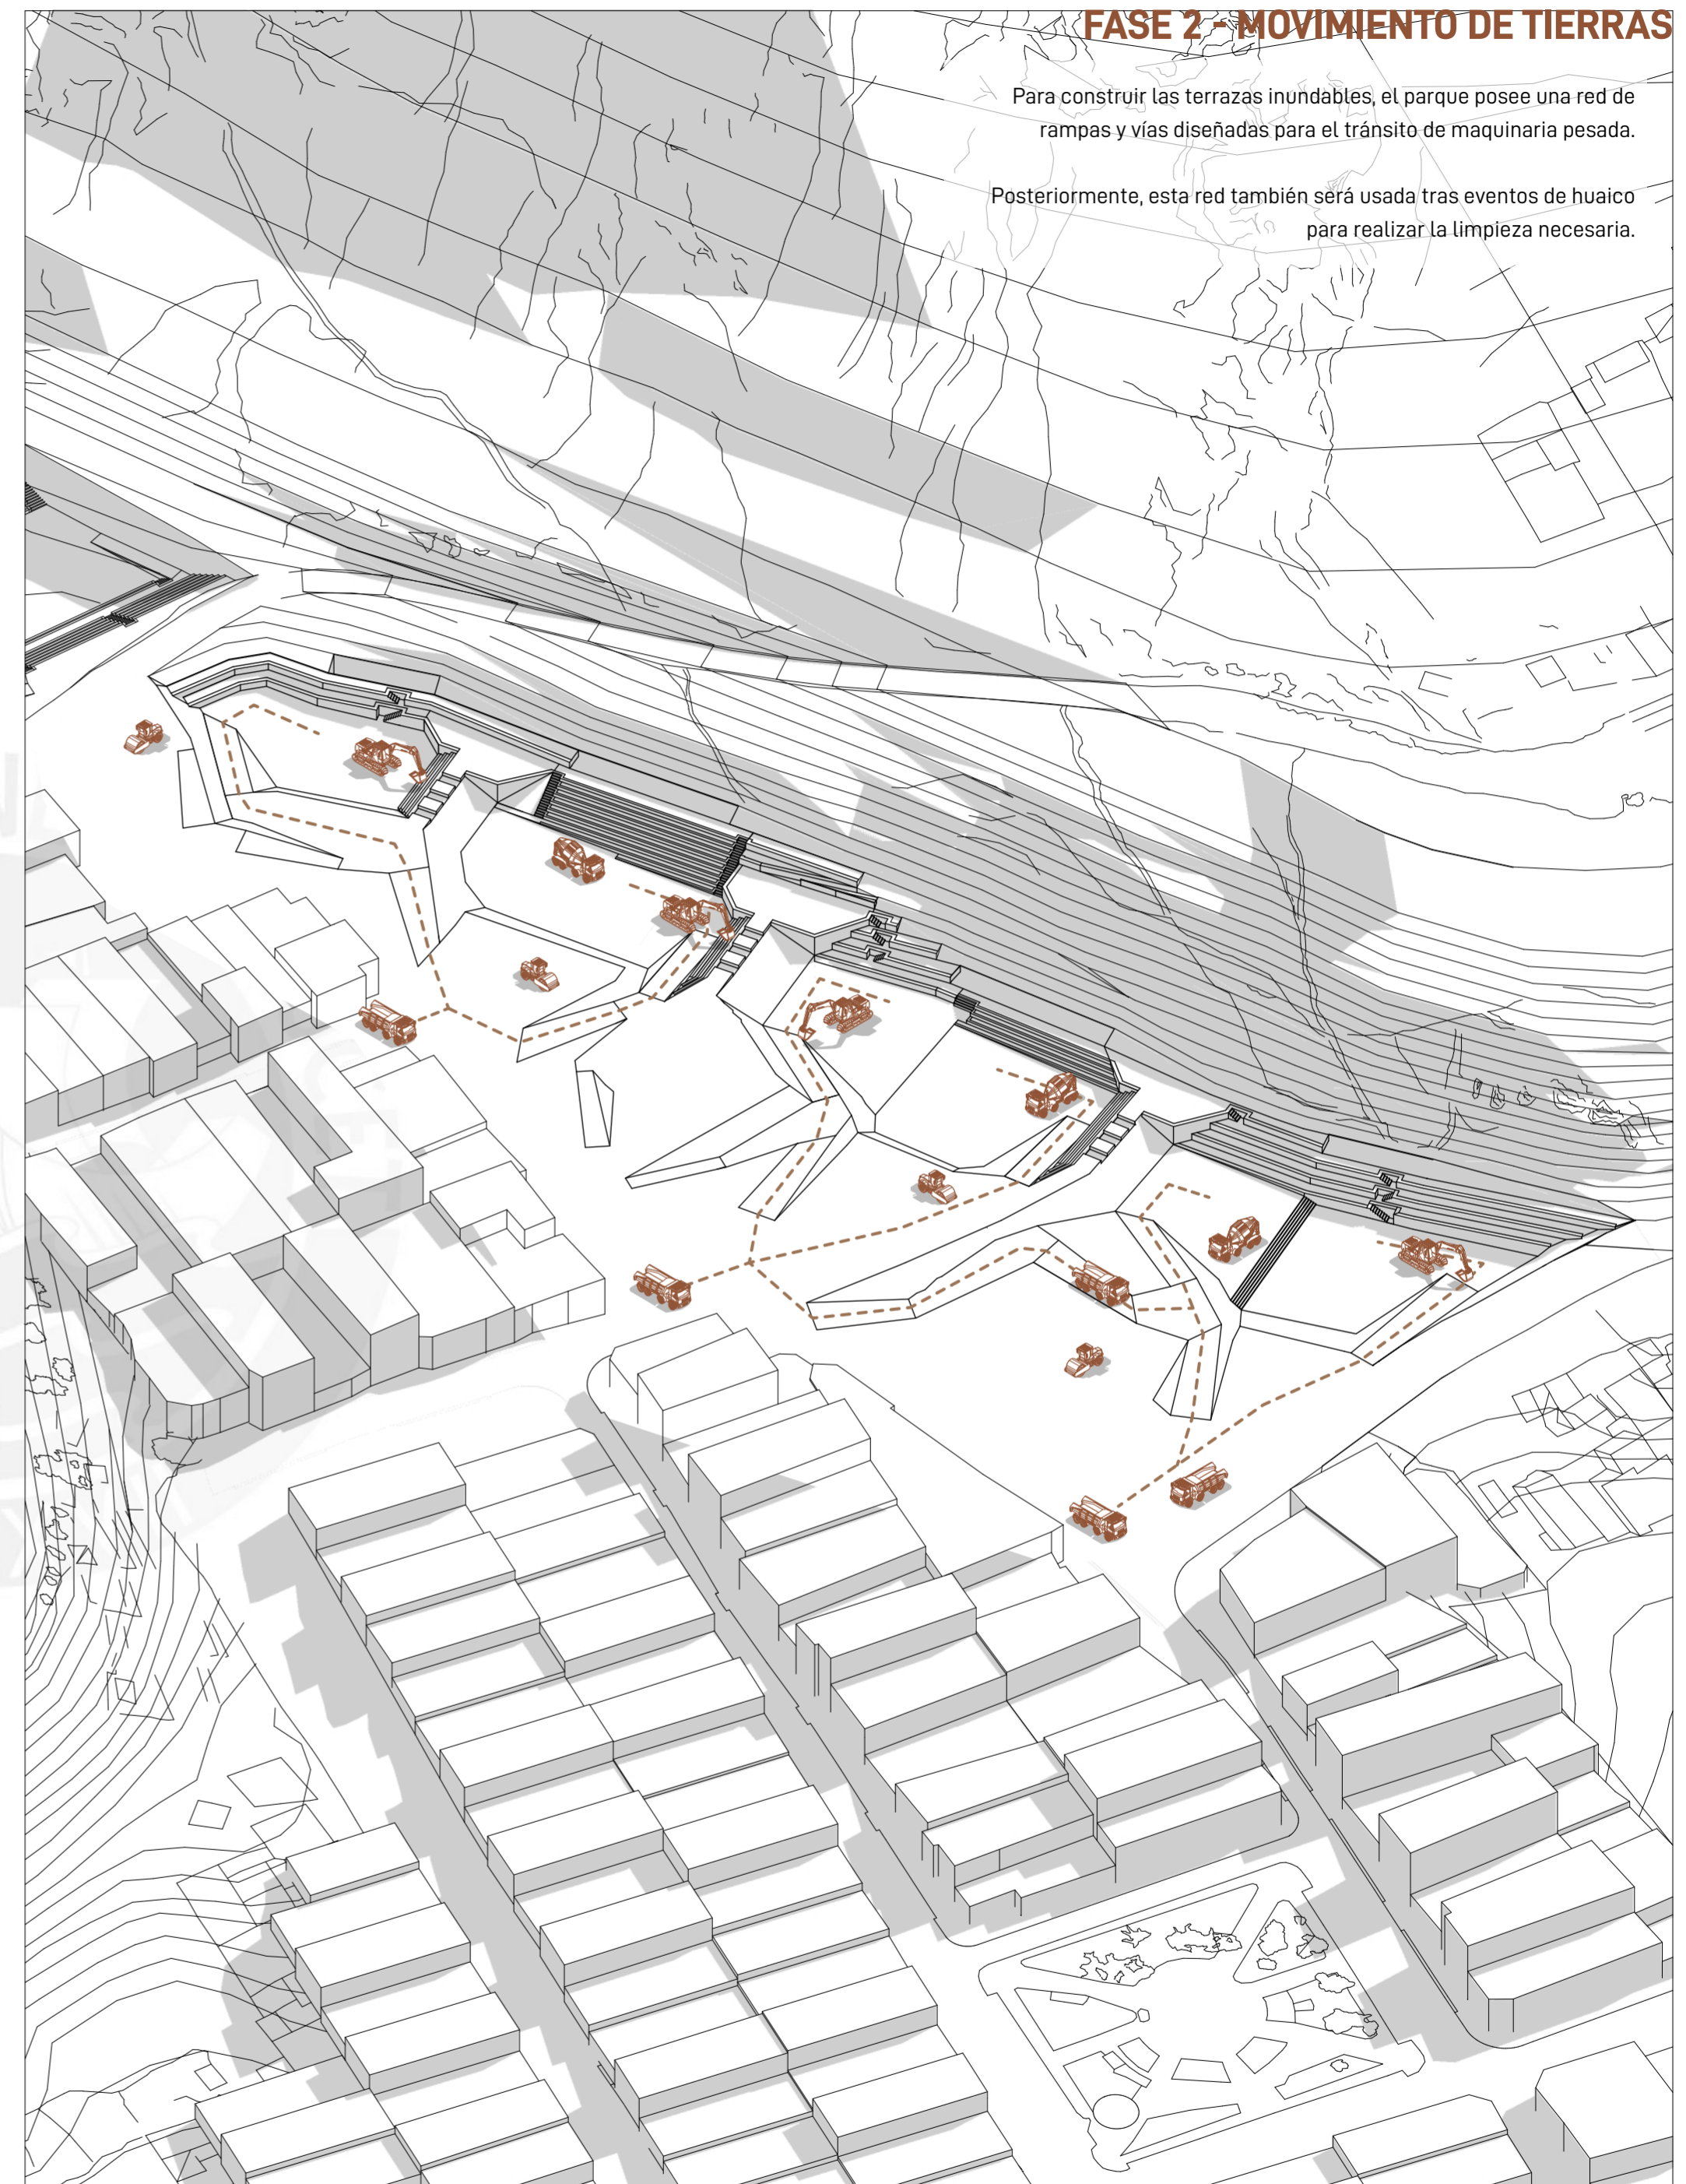 FASE 2 - MOVIMIENTO DE TIERRAS
Para construir las terrazas inundables, el parque posee una red de
rampas y vías diseñadas para el tránsito de maquinaria pesada.
Posteriormente, esta red también será usada tras eventos de huaico
para realizar la limpieza necesaria.